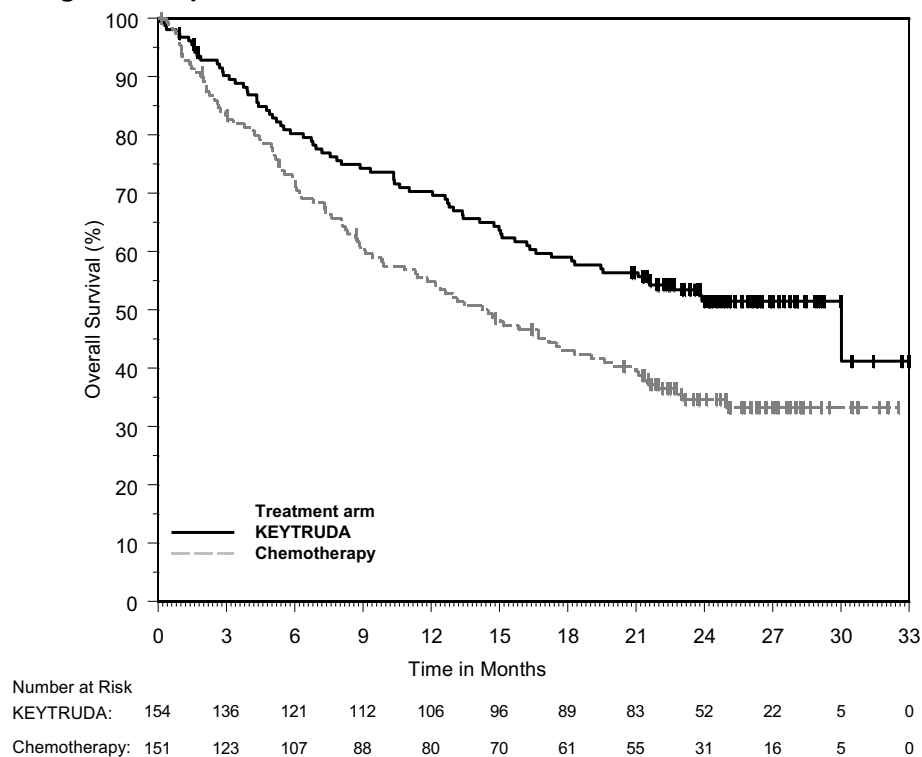 100
90
80
70
60
50
40
30
20
10
0
Overall Survival (%)
Treatment arm
KEYTRUDA
Chemotherapy
0 3 6 9 12 15 18 21 24 27 30 33
Time in Months
Number at Risk
KEYTRUDA: 154 136 121 112 106 96 89 83 52 22 5 0
Chemotherapy: 151 123 107 88 80 70 61 55 31 16 5 0